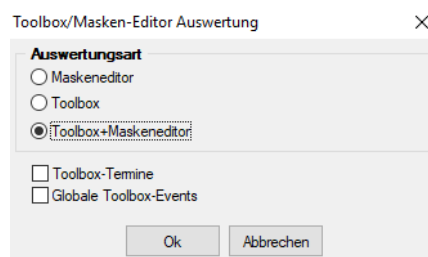 Toolbox/Masken-Editor Auswertung
Auswertungsart
Maskeneditor
Toolbox
Toolbox+Maskeneditor
Toolbox-Termine
Globale Toolbox-Events
Ok Abbrechen